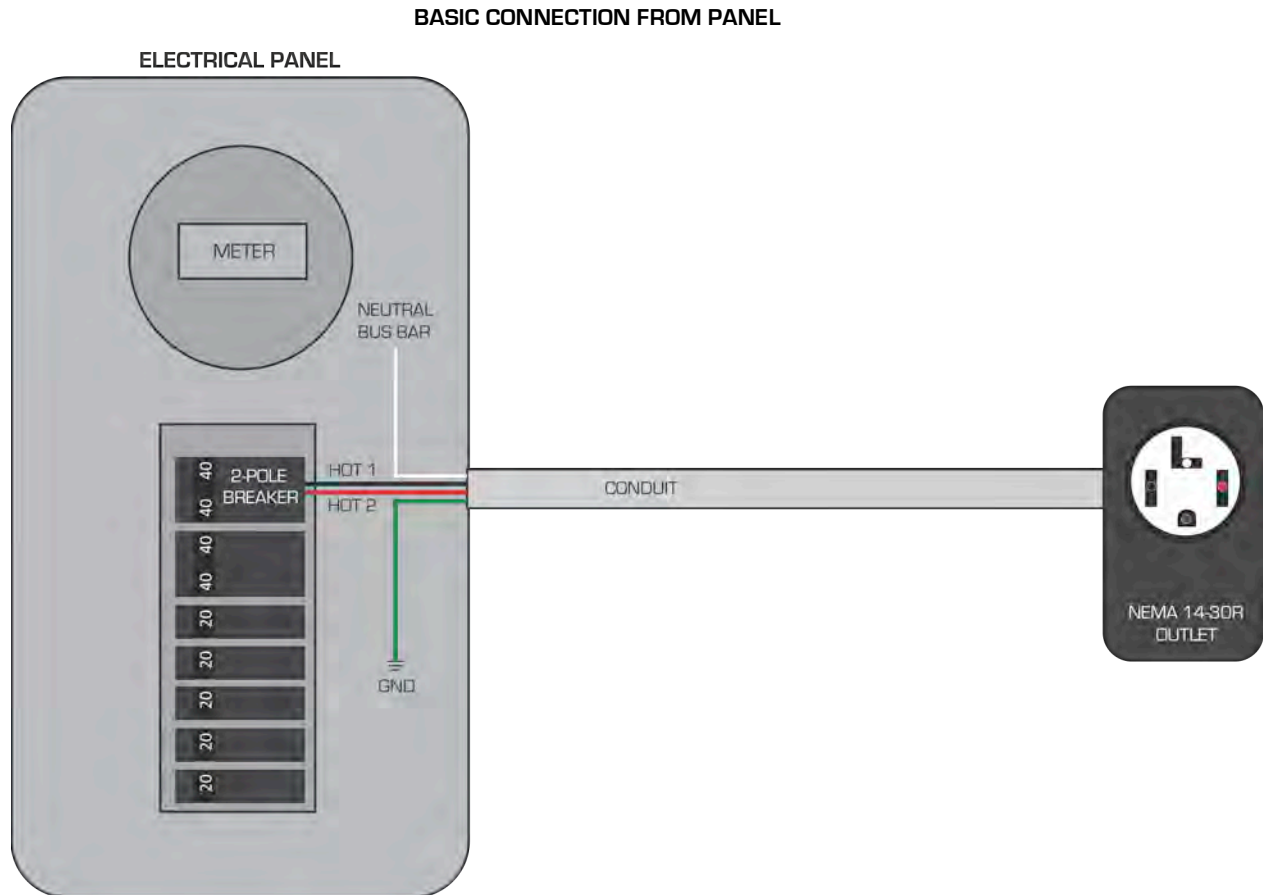 BASIC CONNECTION FROM PANEL
ELECTRICAL PANEL
METER
NEUTRAL
BUS BAR
40
40
2-POLE
BREAKER
HOT 1
HOT 2
CONDUIT
40
40
20
20
20
20
20
GND
NEMA 14-30R
OUTLET